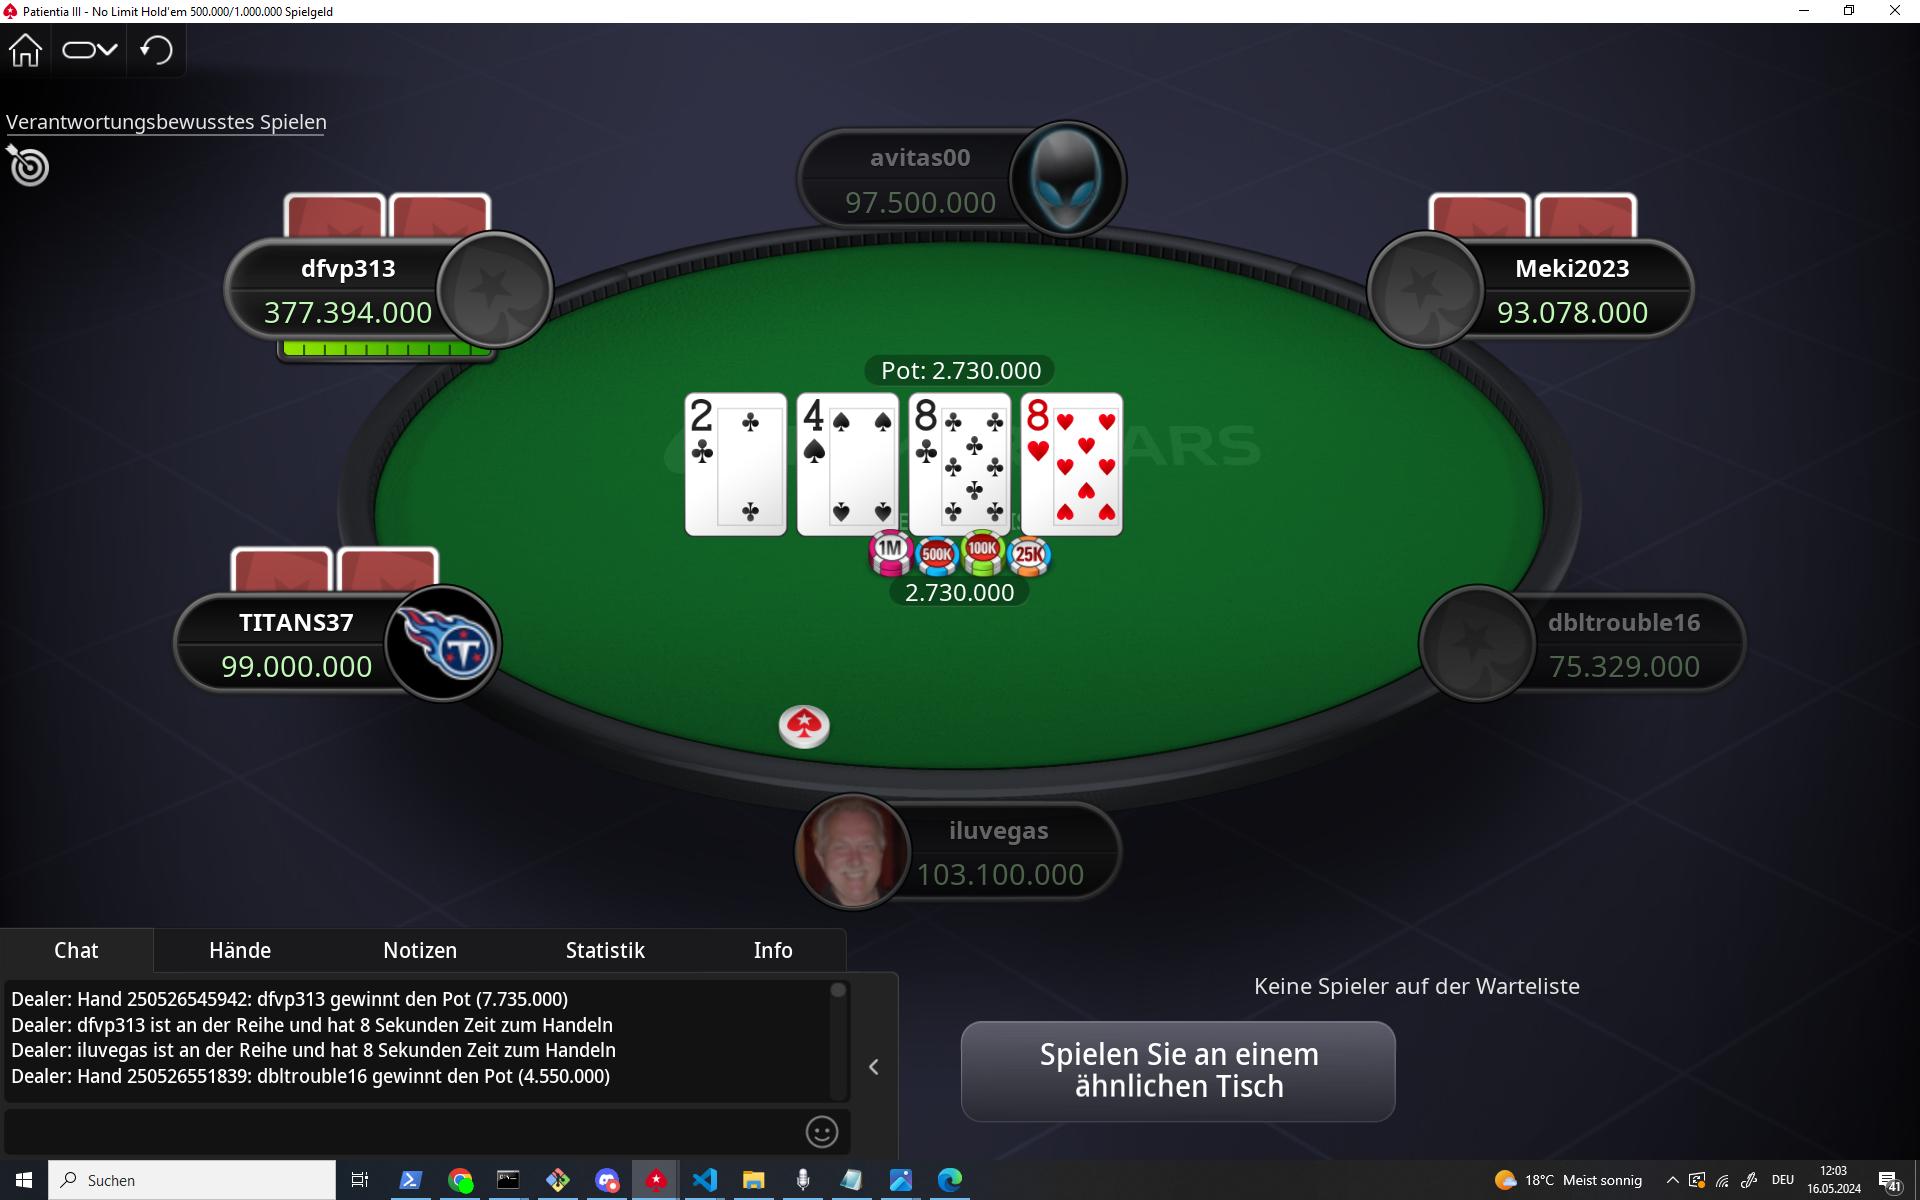 Patientia III - No Limit Hold'em 500.000/1.000.000 Spielgeld
Verantwortungsbewusstes Spielen
avitas00
97.500.000
dfvp313
377.394.000
Meki2023
93.078.000
Pot: 2.730.000
2
4
8
8
ARS
1M
500K
100K
25K
2.730.000
TITANS37
99.000.000
T
dbltrouble16
75.329.000
iluvegas
103.100.000
Chat
Hände
Notizen
Statistik
Info
Dealer: Hand 250526545942: dfvp313 gewinnt den Pot (7.735.000)
Dealer: dfvp313 ist an der Reihe und hat 8 Sekunden Zeit zum Handeln
Dealer: iluvegas ist an der Reihe und hat 8 Sekunden Zeit zum Handeln
Dealer: Hand 250526551839: dbltrouble16 gewinnt den Pot (4.550.000)
Keine Spieler auf der Warteliste
Spielen Sie an einem
ähnlichen Tisch
Suchen
18°C Meist sonnig
DEU
12:03
16.05.2024
41